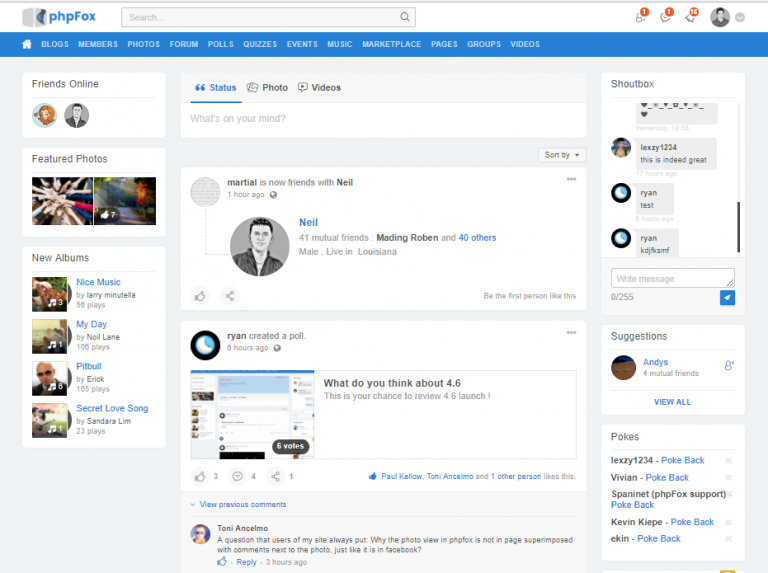 phpFox
Search...
1
1
16
BLOGS MEMBERS PHOTOS FORUM POLLS QUIZZES EVENTS MUSIC MARKETPLACE PAGES GROUPS VIDEOS
Friends Online
Featured Photos
7
New Albums
Nice Music
by larry minutella
56 plays
3
My Day
by Noil Lane
106 plays
1
Pitbull
by Erick
165 plays
6
Secret Love Song
by Sandara Lim
23 plays
1
Status Photo Videos
What's on your mind?
Sort by
martial is now friends with Neil
1 hour ago
Neil
41 mutual friends : Mading Roben and 40 others
Male . Live in Louisiana
Be the first person like this
ryan created a poll.
6 hours ago
What do you think about 4.6
This is your chance to review 4.6 launch !
6 votes
3 4 1
Paul Kellow, Toni Ancelmo and 1 other person likes this.
View previous comments
Toni Ancelmo
A question that users of my site always put: Why the photo view in phpfox is not in page superimposed
with comments next to the photo, just like it is in facebook?
· Reply · 3 hours ago
Shoutbox
Yesterday, 14:56
lexzy1234
this is indeed great
17 hours ago
ryan
test
6 hours ago
ryan
kdjfksmf
Write message
0/255
Suggestions
Andys
4 mutual friends
VIEW ALL
Pokes
lexzy1234 - Poke Back
Vivian - Poke Back
Spaninet (phpFox support) -
Poke Back
Kevin Kiepe - Poke Back
ekin - Poke Back